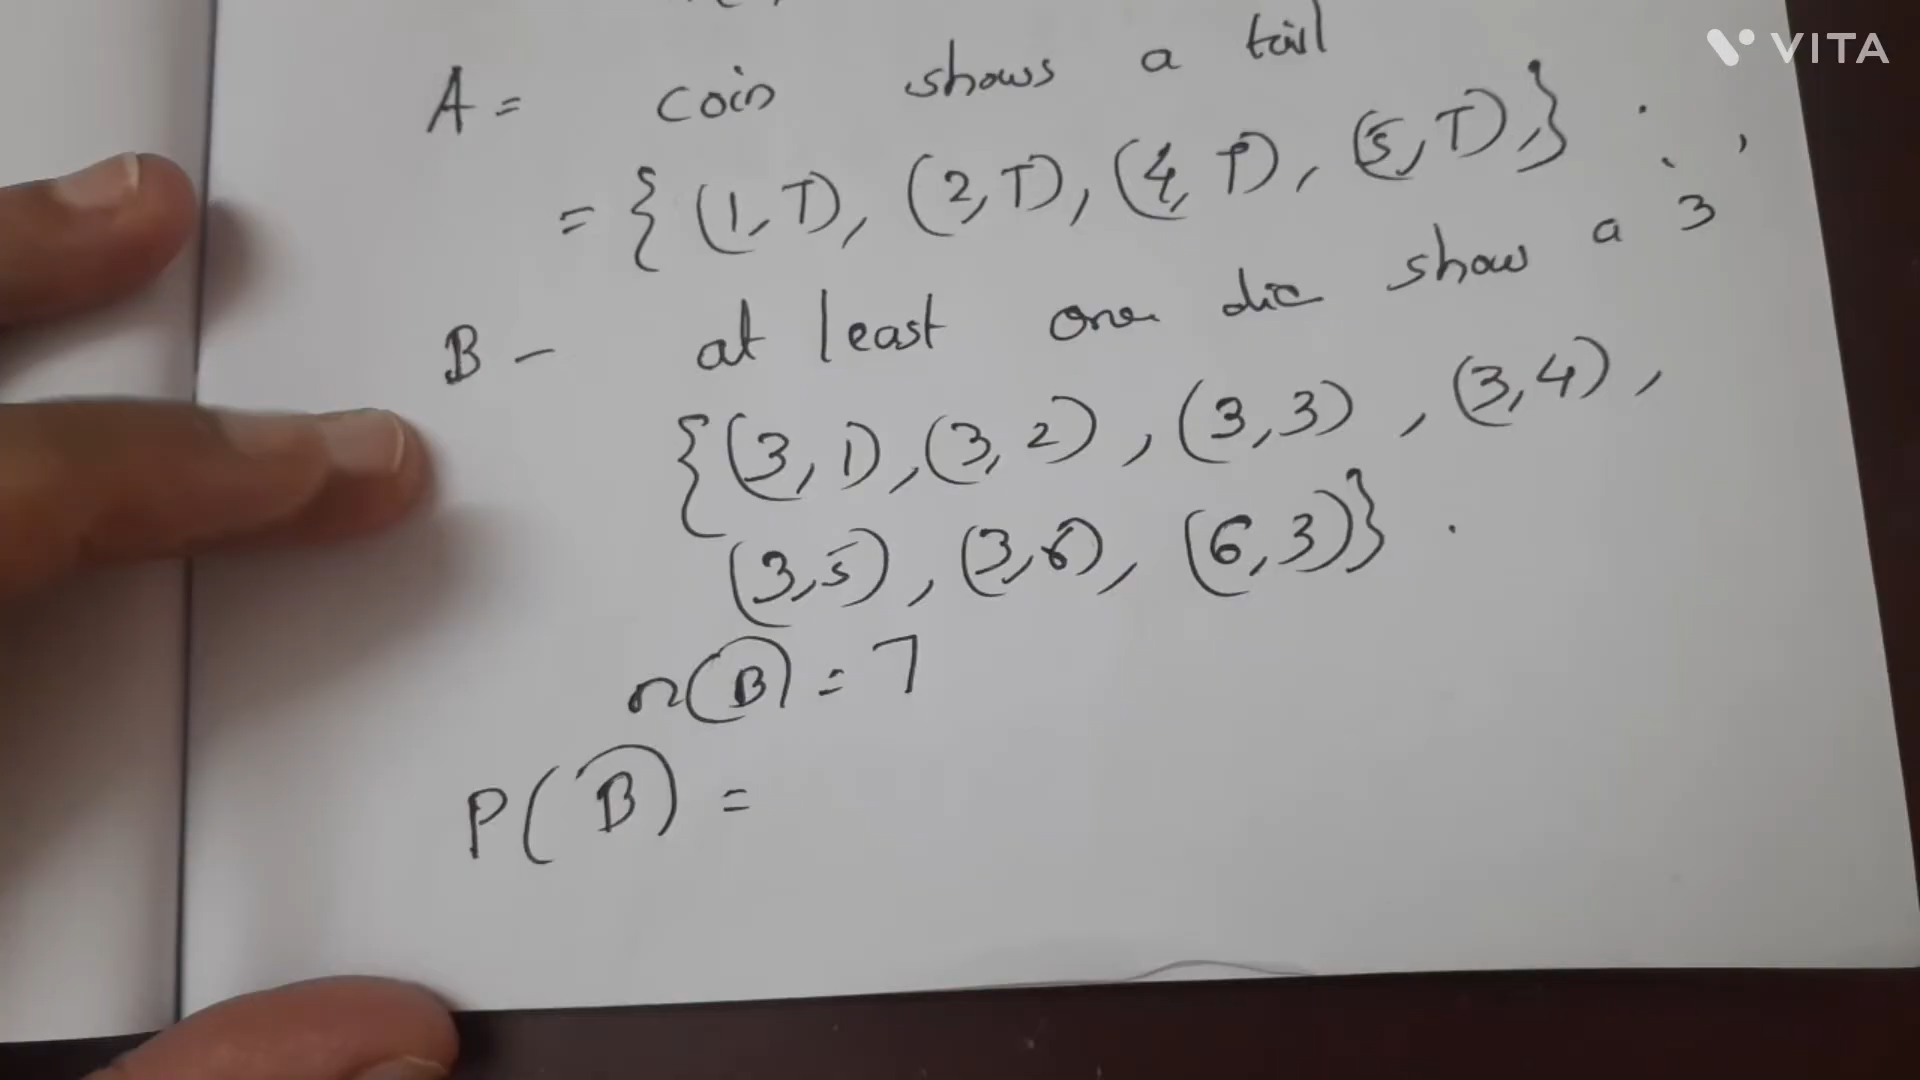 VITA
A = coin shows a tail
= {(1,T), (2,T), (4,T), (5,T)}
B - at least one die show a 3
{(3,1), (3,2), (3,3), (3,4),
(3,5), (3,6), (6,3)}.
n(B) = 7
P(B) =